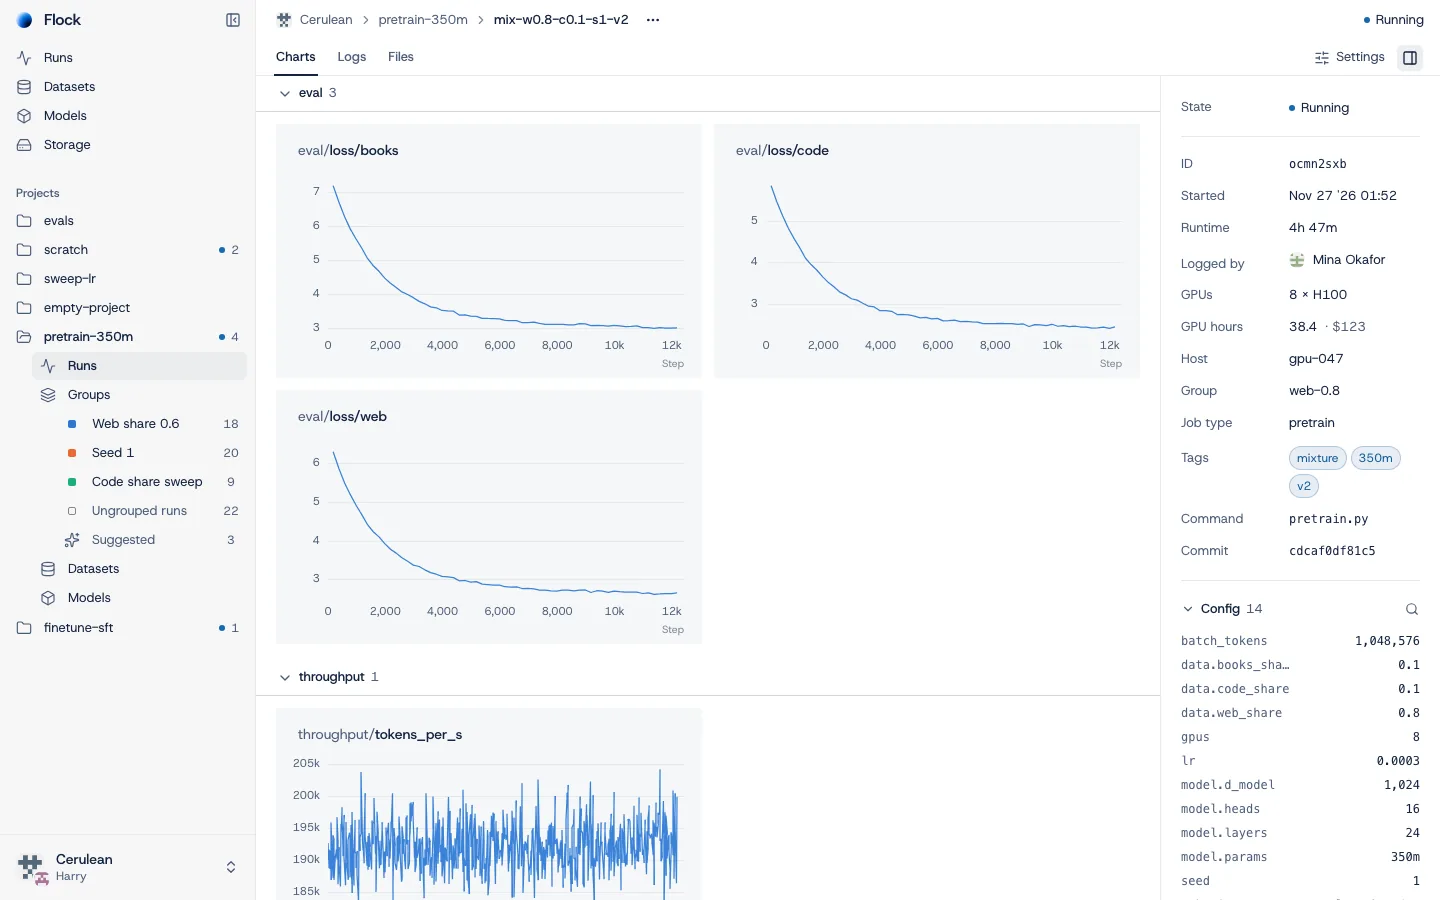 Flock
Runs
Datasets
Models
Storage
Projects
evals
scratch 2
sweep-lr
empty-project
pretrain-350m 4
Runs
Groups
Web share 0.6 18
Seed 1 20
Code share sweep 9
Ungrouped runs 22
Suggested 3
Datasets
Models
finetune-sft 1
Cerulean
Harry
Cerulean > pretrain-350m > mix-w0.8-c0.1-s1-v2 ...
Running
Charts Logs Files
Settings
eval 3
eval/loss/books
7
6
5
4
3
0 2,000 4,000 6,000 8,000 10k 12k
Step
eval/loss/code
5
4
3
0 2,000 4,000 6,000 8,000 10k 12k
Step
eval/loss/web
6
5
4
3
0 2,000 4,000 6,000 8,000 10k 12k
Step
throughput 1
throughput/tokens_per_s
205k
200k
195k
190k
185k
State Running
ID ocmn2sxb
Started Nov 27 '26 01:52
Runtime 4h 47m
Logged by Mina Okafor
GPUs 8 × H100
GPU hours 38.4 · $123
Host gpu-047
Group web-0.8
Job type pretrain
Tags mixture 350m
v2
Command pretrain.py
Commit cdcaf0df81c5
Config 14
batch_tokens 1,048,576
data.books_sha… 0.1
data.code_share 0.1
data.web_share 0.8
gpus 8
lr 0.0003
model.d_model 1,024
model.heads 16
model.layers 24
model.params 350m
seed 1